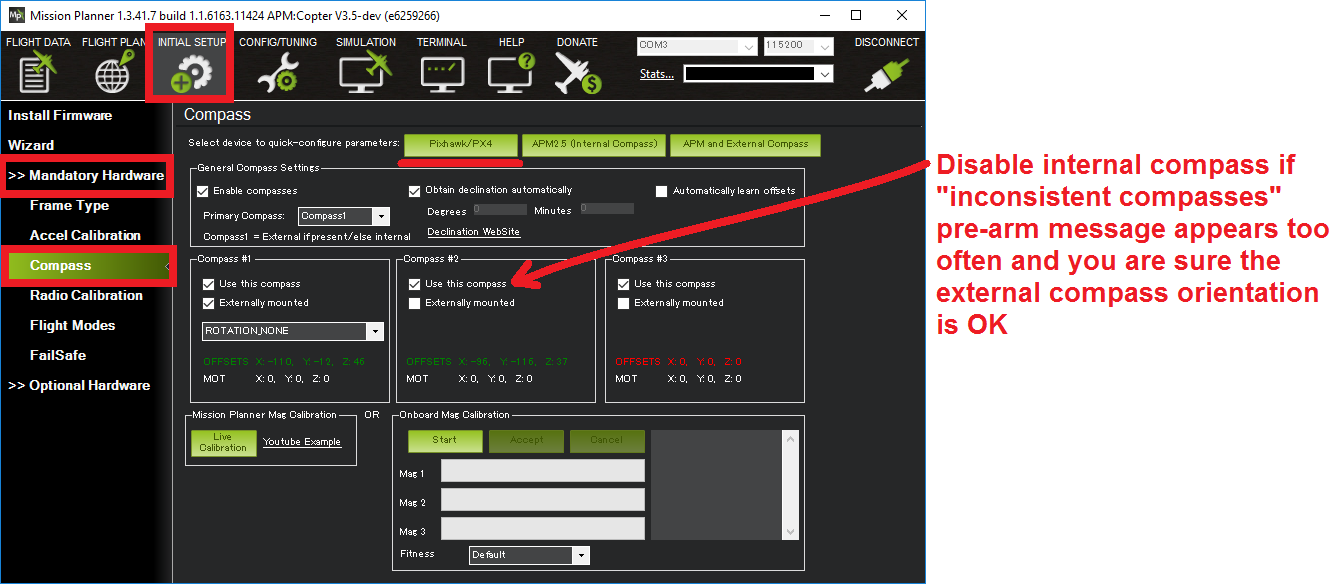 Mission Planner 1.3.41.7 build 1.1.6163.11424 APM:Copter V3.5-dev (e6259266)
FLIGHT DATA FLIGHT PLAN INITIAL SETUP CONFIG/TUNING SIMULATION TERMINAL HELP DONATE COM3 115200 DISCONNECT
Stats...
Install Firmware
Wizard
>> Mandatory Hardware
Frame Type
Accel Calibration
Compass
Radio Calibration
Flight Modes
FailSafe
>> Optional Hardware
Compass
Select device to quick-configure parameters: Pixhawk/PX4 APM2.5 (Internal Compass) APM and External Compass
General Compass Settings
Enable compasses Obtain declination automatically Automatically learn offsets
Primary Compass: Compass1 Degrees 0 Minutes 0
Compass1 = External if present/else internal Declination WebSite
Compass #1
Use this compass
Externally mounted
ROTATION_NONE
OFFSETS X: -110, Y: -12, Z: 46
MOT X: 0, Y: 0, Z: 0
Compass #2
Use this compass
Externally mounted
OFFSETS X: -96, Y: -116, Z: 37
MOT X: 0, Y: 0, Z: 0
Compass #3
Use this compass
Externally mounted
OFFSETS X: 0, Y: 0, Z: 0
MOT X: 0, Y: 0, Z: 0
Mission Planner Mag Calibration
Live
Calibration
Youtube Example
OR
Onboard Mag Calibration
Start Accept Cancel
Mag 1
Mag 2
Mag 3
Fitness Default
Disable internal compass if
"inconsistent compasses"
pre-arm message appears too
often and you are sure the
external compass orientation
is OK